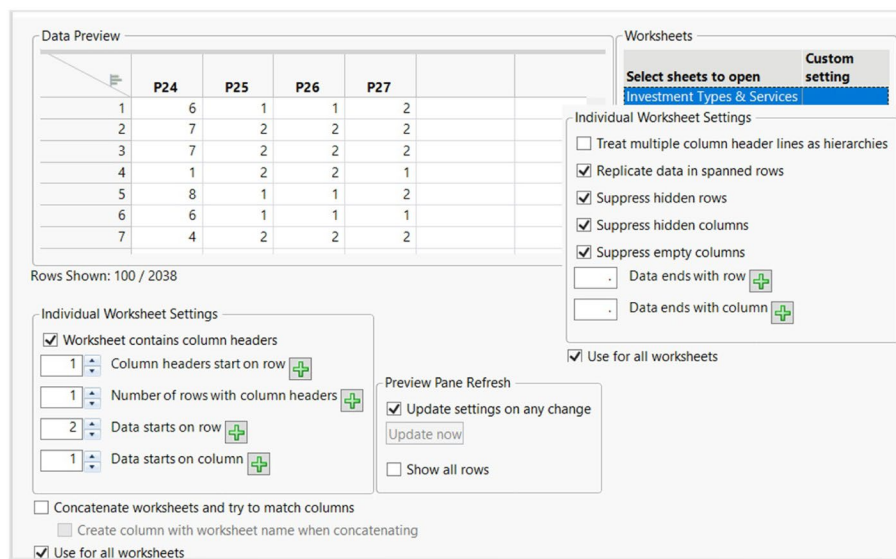 Data Preview
P24 P25 P26 P27
1 6 1 1 2
2 7 2 2 2
3 7 2 2 2
4 1 2 2 1
5 8 1 1 2
6 6 1 1 1
7 4 2 2 2
Rows Shown: 100 / 2038
Worksheets
Select sheets to open Custom setting
Investment Types & Services
Individual Worksheet Settings
Treat multiple column header lines as hierarchies
Replicate data in spanned rows
Suppress hidden rows
Suppress hidden columns
Suppress empty columns
. Data ends with row
. Data ends with column
Use for all worksheets
Individual Worksheet Settings
Worksheet contains column headers
1 Column headers start on row
1 Number of rows with column headers
2 Data starts on row
1 Data starts on column
Preview Pane Refresh
Update settings on any change
Update now
Show all rows
Concatenate worksheets and try to match columns
Create column with worksheet name when concatenating
Use for all worksheets